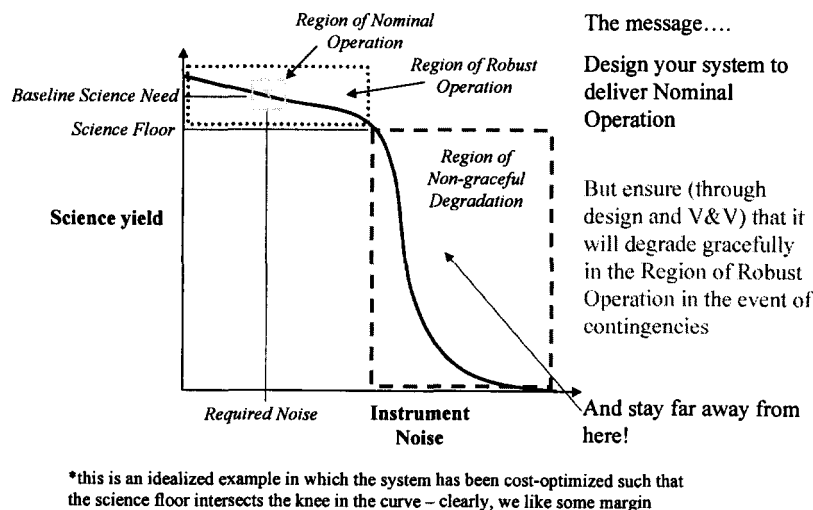 Region of Nominal
Operation
Region of Robust
Operation
Baseline Science Need
Science Floor
Region of
Non-graceful
Degradation
Science yield
Required Noise
Instrument
Noise
The message....
Design your system to
deliver Nominal
Operation
But ensure (through
design and V&V) that it
will degrade gracefully
in the Region of Robust
Operation in the event of
contingencies
And stay far away from
here!
*this is an idealized example in which the system has been cost-optimized such that
the science floor intersects the knee in the curve – clearly, we like some margin